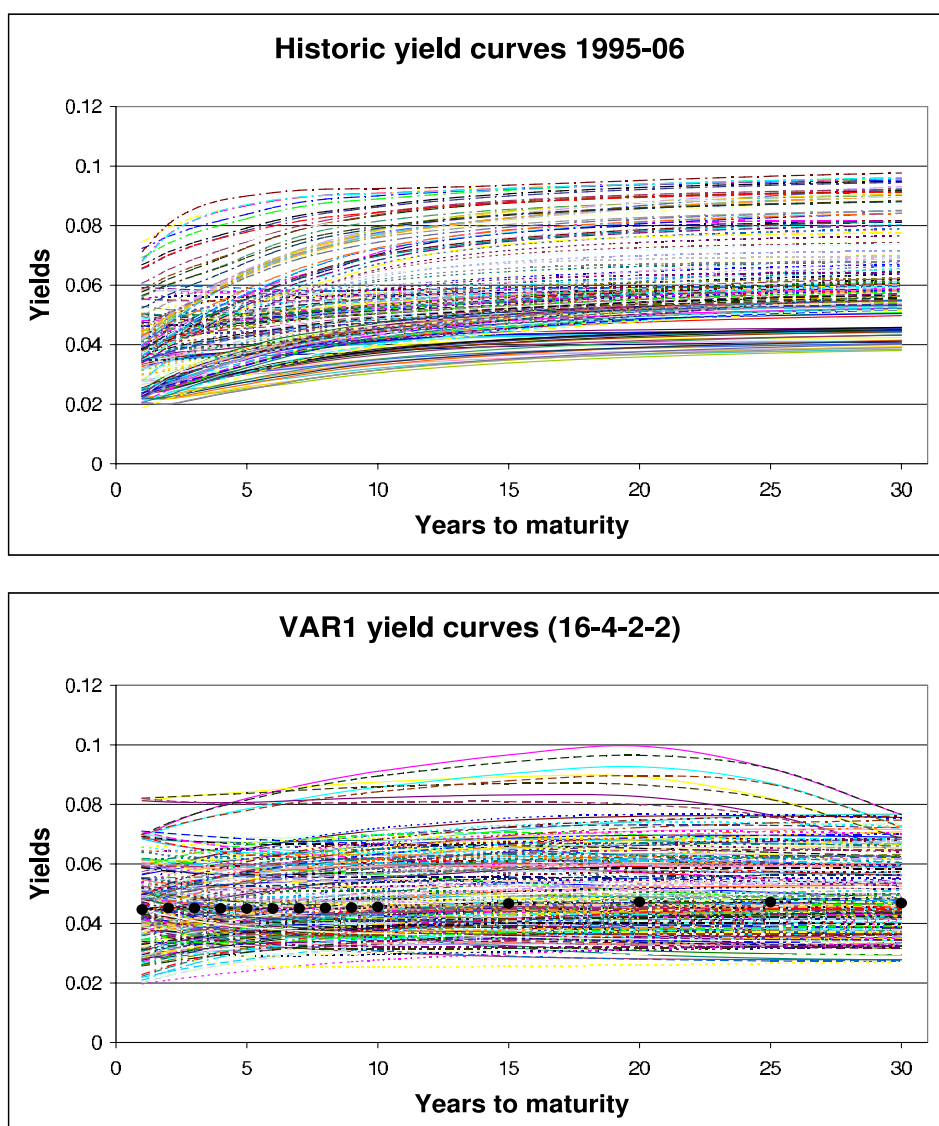 Historic yield curves 1995-06
0.12
0.1
0.08
0.06
0.04
0.02
0
Yields
0 5 10 15 20 25 30
Years to maturity
VAR1 yield curves (16-4-2-2)
0.12
0.1
0.08
0.06
0.04
0.02
0
Yields
0 5 10 15 20 25 30
Years to maturity